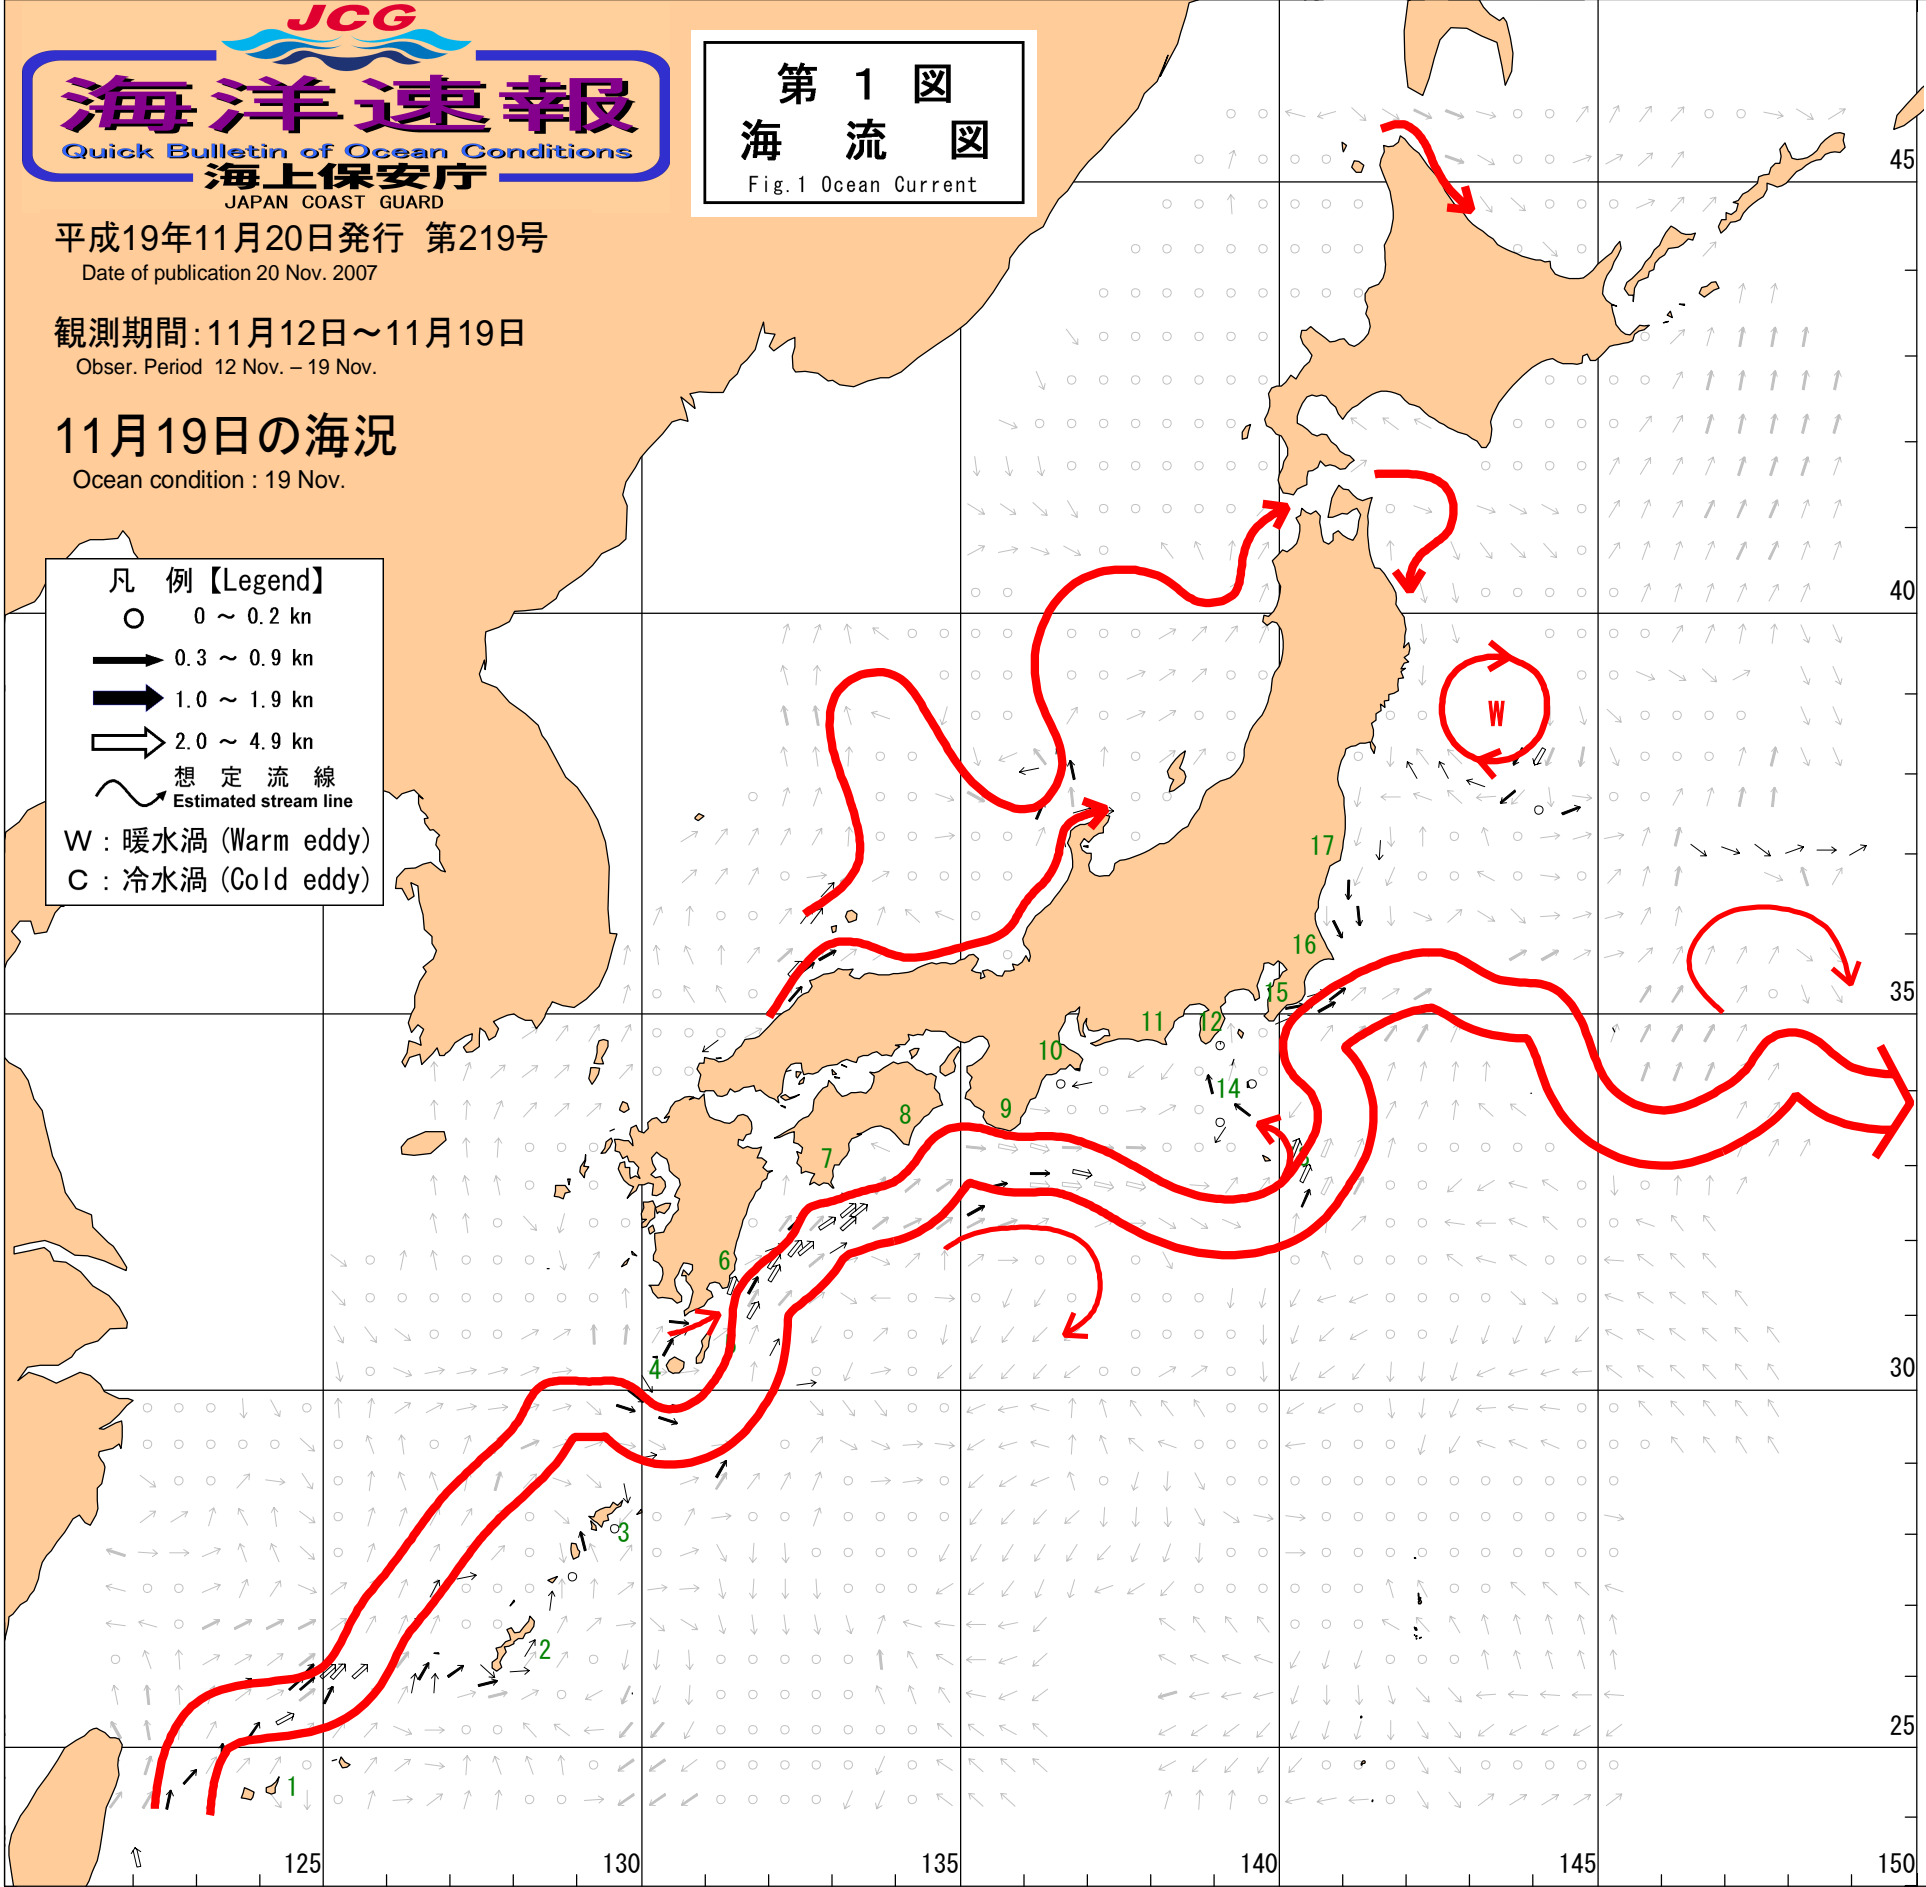 JCG
海洋速報
Quick Bulletin of Ocean Conditions
海上保安庁
JAPAN COAST GUARD
平成19年11月20日発行 第219号
Date of publication 20 Nov. 2007
観測期間:11月12日～11月19日
Obser. Period 12 Nov. – 19 Nov.
11月19日の海況
Ocean condition : 19 Nov.
第 1 図
海 流 図
Fig.1 Ocean Current
凡 例【Legend】
0 ～ 0.2 kn
0.3 ～ 0.9 kn
1.0 ～ 1.9 kn
2.0 ～ 4.9 kn
想 定 流 線
Estimated stream line
W : 暖水渦 (Warm eddy)
C : 冷水渦 (Cold eddy)
45
40
W
17
16
15
35
11
12
10
14
9
8
7
6
4
30
3
2
25
1
125
130
135
140
145
150